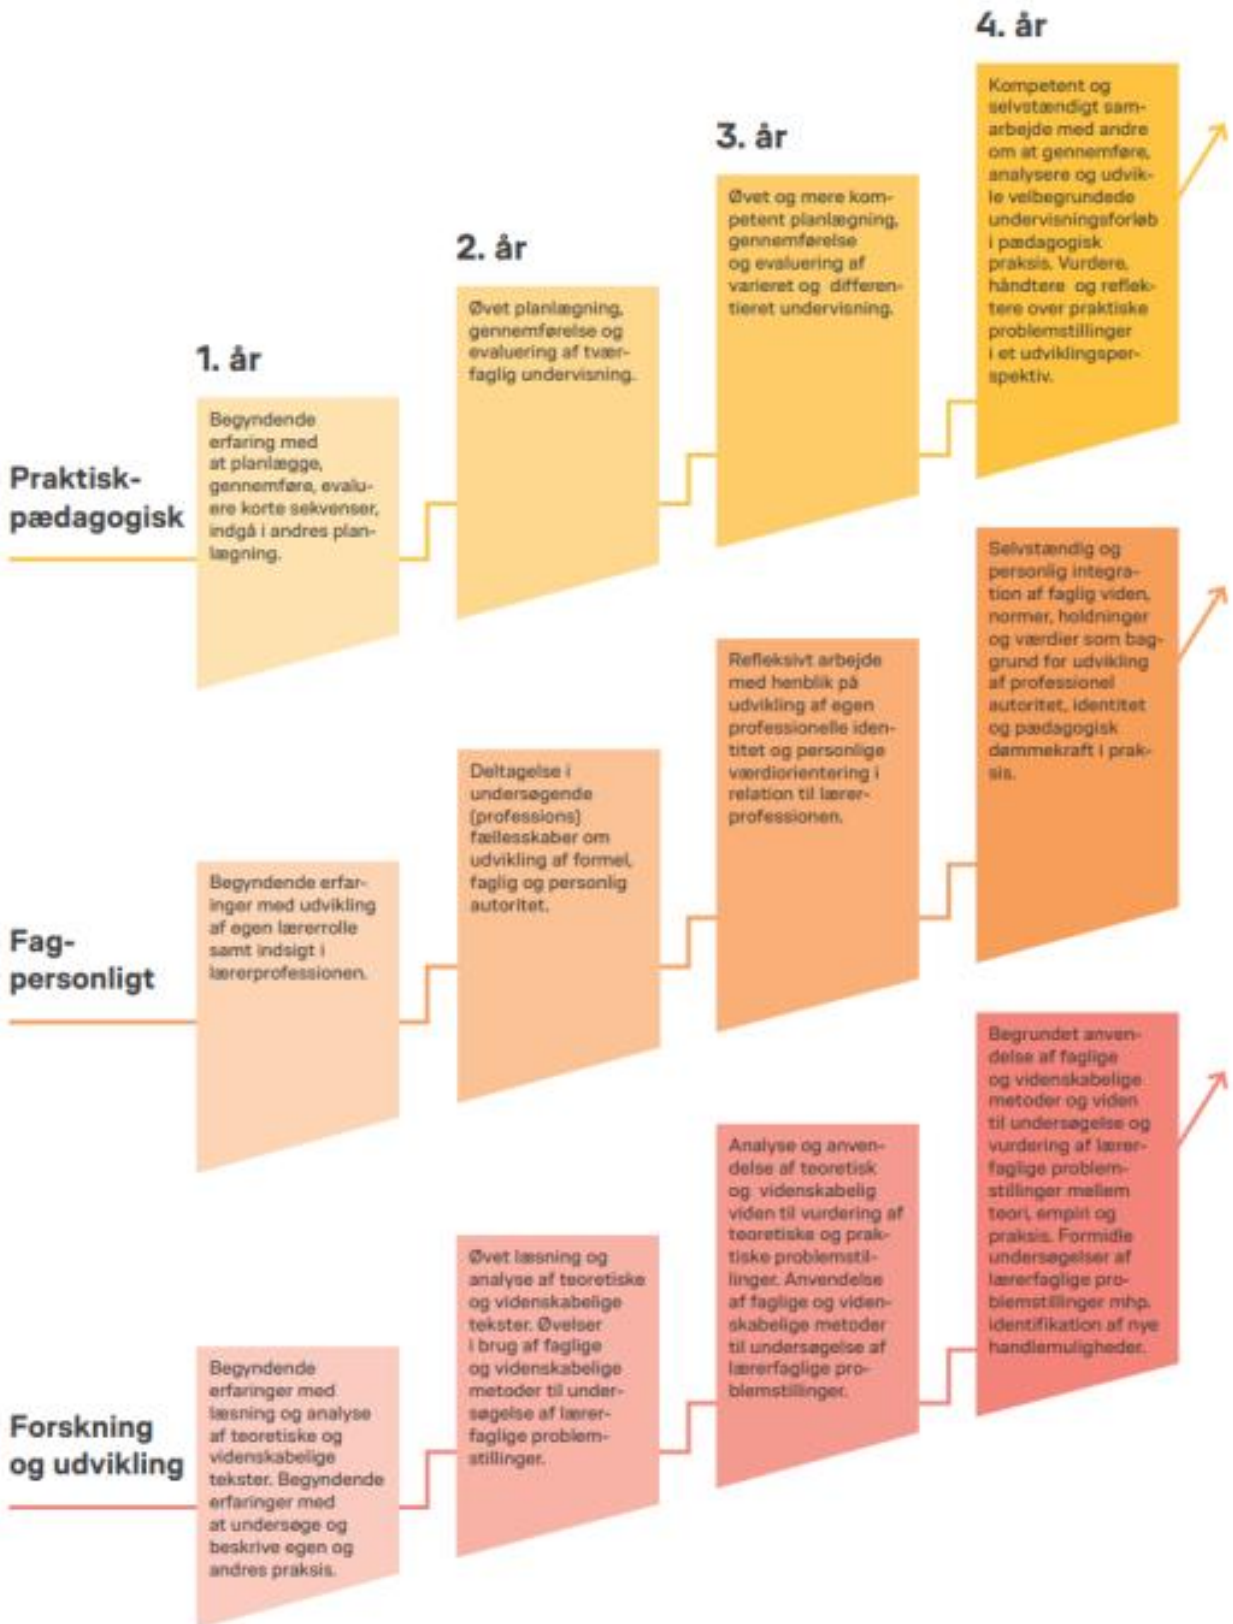 4. år
Kompetent og
selvstændigt sam-
arbejde med andre
om at gennemføre,
analysere og udvik-
le velbegrundede
undervisningsforløb
i pædagogisk
praksis. Vurdere,
håndtere og reflek-
tere over praktiske
problemstillinger
i et udviklingsper-
spektiv.
3. år
Øvet og mere kom-
petent planlægning,
gennemførelse
og evaluering af
varieret og differen-
tieret undervisning.
2. år
Øvet planlægning,
gennemførelse og
evaluering af tvær-
faglig undervisning.
1. år
Begyndende
erfaring med
at planlægge,
gennemføre, evalu-
ere korte sekvenser,
indgå i andres plan-
lægning.
Praktisk-
pædagogisk
Selvstændig og
personlig integra-
tion af faglig viden,
normer, holdninger
og værdier som bag-
grund for udvikling
af professionel
autoritet, identitet
og pædagogisk
dømmekraft i prak-
sis.
Refleksivt arbejde
med henblik på
udvikling af egen
professionelle iden-
titet og personlige
værdiorientering i
relation til lærer-
professionen.
Deltagelse i
undersøgende
(professions)
fællesskaber om
udvikling af formel,
faglig og personlig
autoritet.
Begyndende erfar-
inger med udvikling
af egen lærerrolle
samt indsigt i
lærerprofessionen.
Fag-
personligt
Begrundet anven-
delse af faglige
og videnskabelige
metoder og viden
til undersøgelse og
vurdering af lærer-
faglige problem-
stillinger mellem
teori, empiri og
praksis. Formidle
undersøgelser af
lærerfaglige pro-
blemstillinger mhp.
identifikation af nye
handlemuligheder.
Analyse og anven-
delse af teoretisk
og videnskabelig
viden til vurdering af
teoretiske og prak-
tiske problemstil-
linger. Anvendelse
af faglige og viden-
skabelige metoder
til undersøgelse af
lærerfaglige pro-
blemstillinger.
Øvet læsning og
analyse af teoretiske
og videnskabelige
tekster. Øvelser
i brug af faglige
og videnskabelige
metoder til under-
søgelse af lærer-
faglige problem-
stillinger.
Begyndende
erfaringer med
læsning og analyse
af teoretiske og
videnskabelige
tekster. Begyndende
erfaringer med
at undersøge og
beskrive egen og
andres praksis.
Forskning
og udvikling